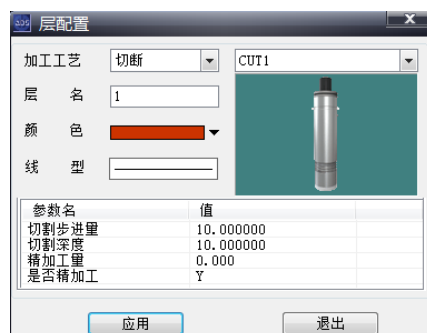 层配置
加工工艺 切断 CUT1
层 名 1
颜 色
线 型
参数名 值
切割步进量 10.000000
切割深度 10.000000
精加工量 0.000
是否精加工 Y
应用 退出